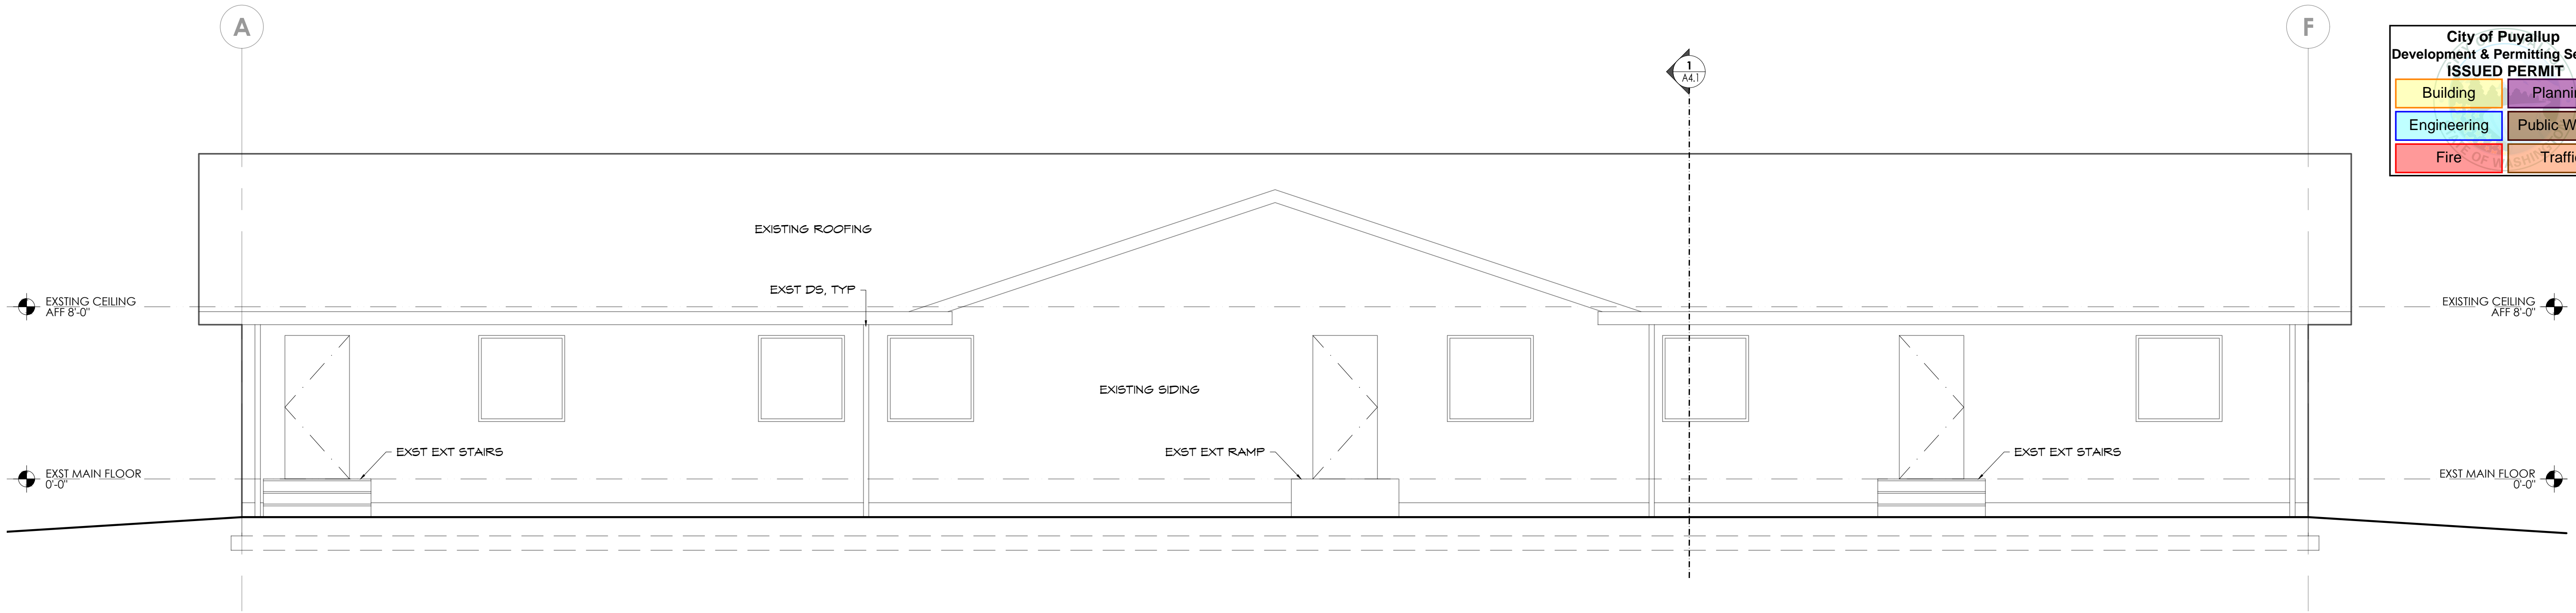 A
F
1
A4.1
City of Puyallup
Development & Permitting Se
ISSUED PERMIT
Building
Planni
Engineering
Public W
Fire
Traffi
EXISTING ROOFING
EXST DS, TYP
EXSTING CEILING
AFF 8'-0"
EXISTING CEILING
AFF 8'-0"
EXISTING SIDING
EXST EXT STAIRS
EXST EXT RAMP
EXST EXT STAIRS
EXST MAIN FLOOR
0'-0"
EXST MAIN FLOOR
0'-0"